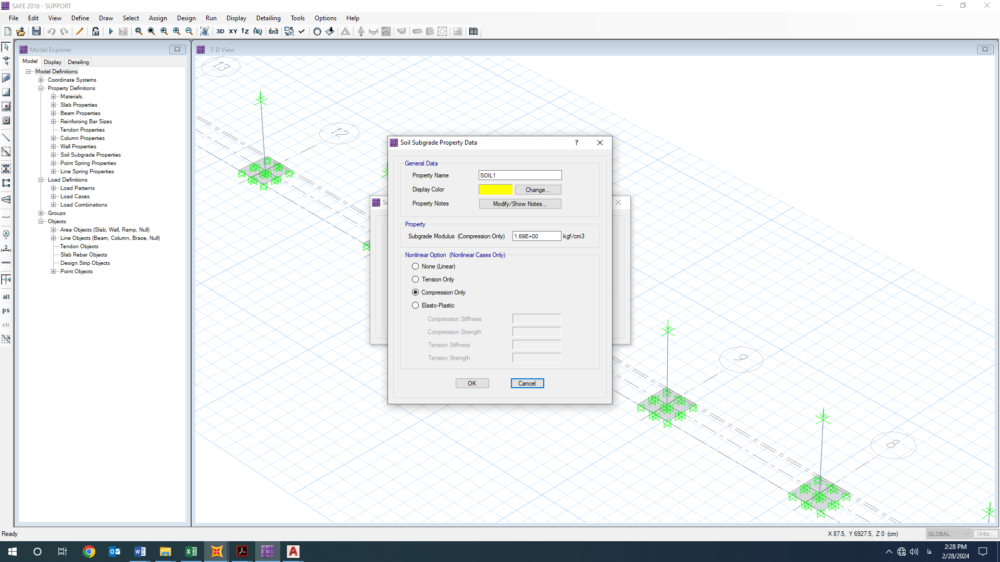 SAFE 2016 - SUPPORT
File Edit View Define Draw Select Assign Design Run Display Detailing Tools Options Help
3D XY
Model Explorer
Model Display Detailing
Model Definitions
Coordinate Systems
Property Definitions
Materials
Slab Properties
Beam Properties
Reinforcing Bar Sizes
Tendon Properties
Column Properties
Wall Properties
Soil Subgrade Properties
Point Spring Properties
Line Spring Properties
Load Definitions
Load Patterns
Load Cases
Load Combinations
Groups
Objects
Area Objects (Slab, Wall, Ramp, Null)
Line Objects (Beam, Column, Brace, Null)
Tendon Objects
Slab Rebar Objects
Design Strip Objects
Point Objects
all
ps
clr
3-D View
13
12
9
8
Soil Subgrade Property Data
?
General Data
Property Name SOIL1
Display Color Change...
Property Notes Modify/Show Notes...
Property
Subgrade Modulus (Compression Only) 1.69E+00 kgf/cm3
Nonlinear Option (Nonlinear Cases Only)
None (Linear)
Tension Only
Compression Only
Elasto-Plastic
Compression Stiffness
Compression Strength
Tension Stiffness
Tension Strength
OK Cancel
Ready
X 87.5, Y 6927.5, Z 0 (cm)
GLOBAL
Units...
فا
2:28 PM
2/28/2024